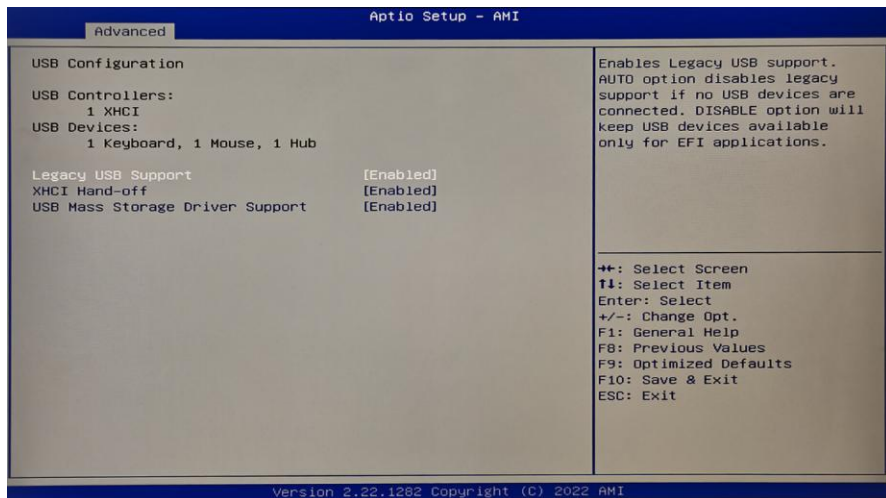 Aptio Setup – AMI
Advanced
USB Configuration
USB Controllers:
1 XHCI
USB Devices:
1 Keyboard, 1 Mouse, 1 Hub
Legacy USB Support [Enabled]
XHCI Hand-off [Enabled]
USB Mass Storage Driver Support [Enabled]
Enables Legacy USB support.
AUTO option disables legacy
support if no USB devices are
connected. DISABLE option will
keep USB devices available
only for EFI applications.
→←: Select Screen
↑↓: Select Item
Enter: Select
+/-: Change Opt.
F1: General Help
F8: Previous Values
F9: Optimized Defaults
F10: Save & Exit
ESC: Exit
Version 2.22.1282 Copyright (C) 2022 AMI